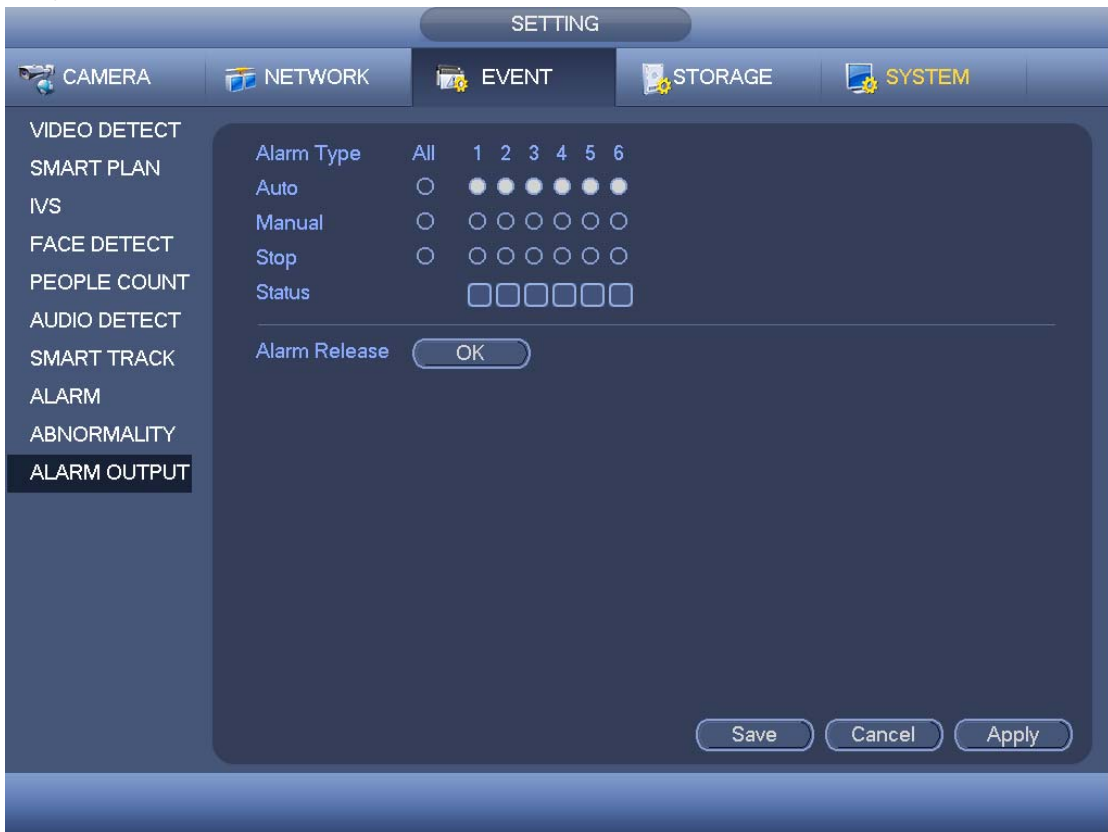 SETTING
CAMERA NETWORK EVENT STORAGE SYSTEM
VIDEO DETECT
SMART PLAN
IVS
FACE DETECT
PEOPLE COUNT
AUDIO DETECT
SMART TRACK
ALARM
ABNORMALITY
ALARM OUTPUT
Alarm Type All 1 2 3 4 5 6
Auto
Manual
Stop
Status
Alarm Release OK
Save Cancel Apply